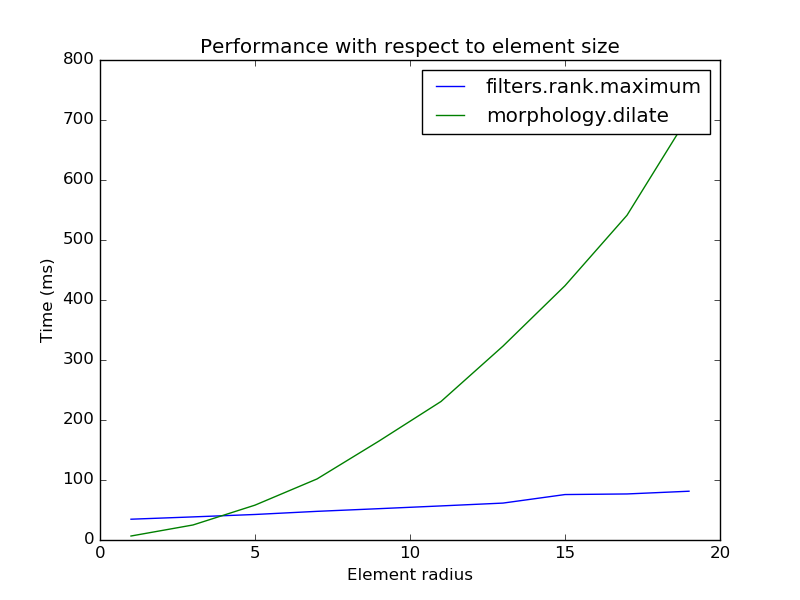 Performance with respect to element size
filters.rank.maximum
morphology.dilate
800
700
600
500
400
300
200
100
0
Time (ms)
0 5 10 15 20
Element radius